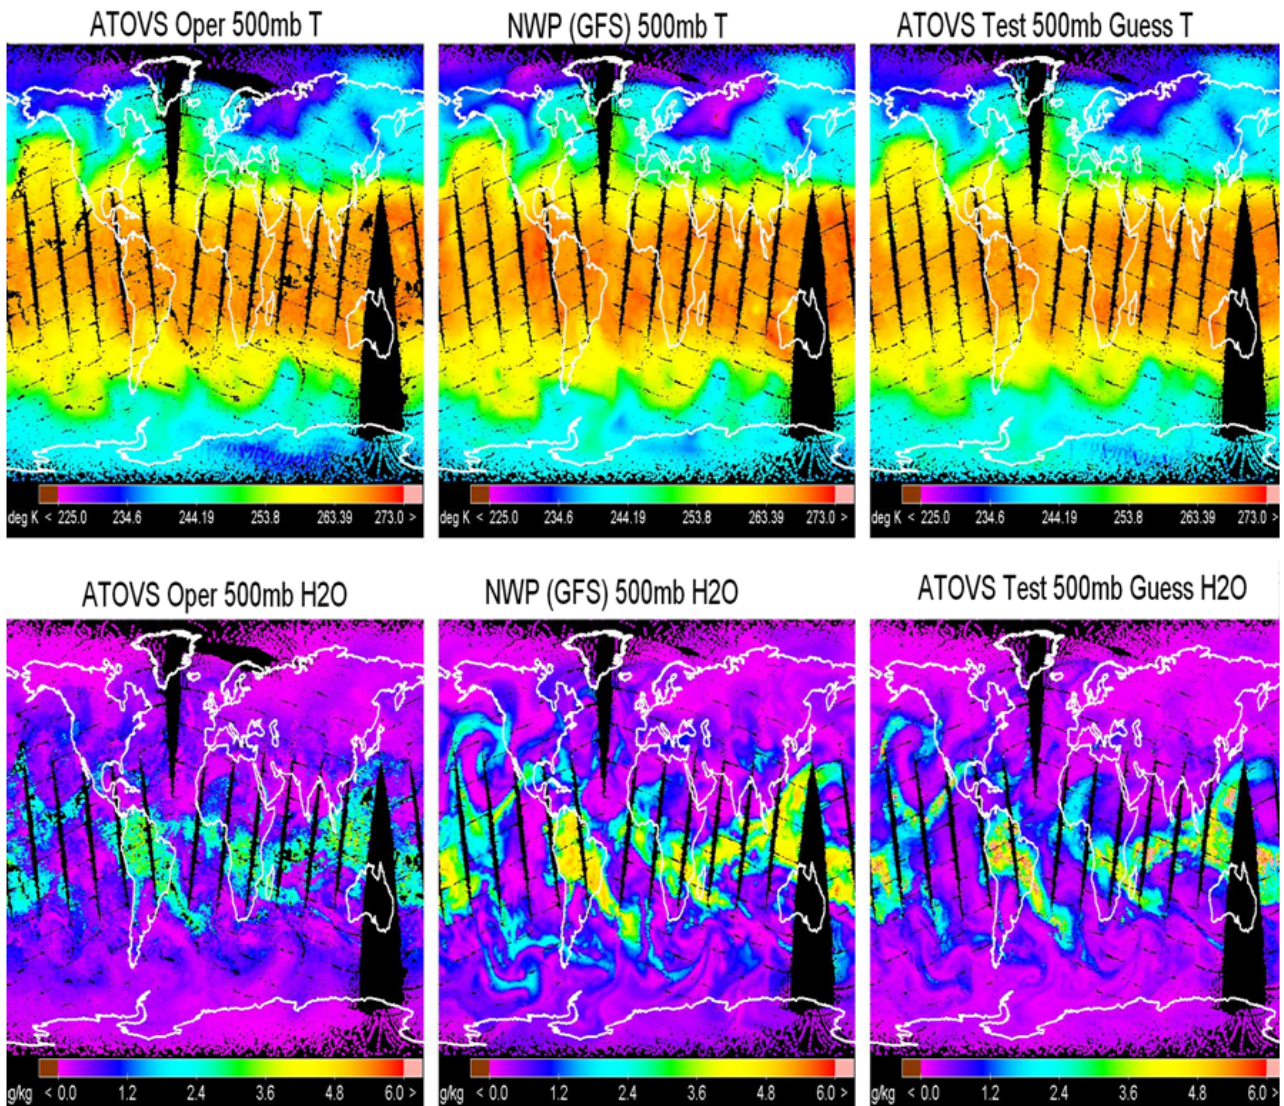 ATOVS Oper 500mb T
NWP (GFS) 500mb T
ATOVS Test 500mb Guess T
deg K < 225.0 234.6 244.19 253.8 263.39 273.0 >
deg K < 225.0 234.6 244.19 253.8 263.39 273.0 >
deg K < 225.0 234.6 244.19 253.8 263.39 273.0 >
ATOVS Oper 500mb H2O
NWP (GFS) 500mb H2O
ATOVS Test 500mb Guess H2O
g/kg < 0.0 1.2 2.4 3.6 4.8 6.0 >
g/kg < 0.0 1.2 2.4 3.6 4.8 6.0 >
g/kg < 0.0 1.2 2.4 3.6 4.8 6.0 >